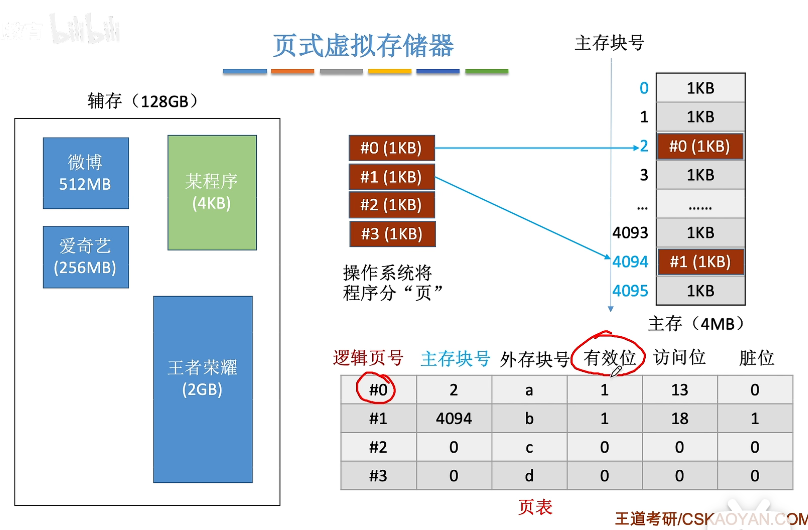 bilibili
页式虚拟存储器
主存块号
辅存（128GB）
微博
512MB
某程序
(4KB)
爱奇艺
(256MB)
王者荣耀
(2GB)
#0 (1KB)
#1 (1KB)
#2 (1KB)
#3 (1KB)
操作系统将
程序分“页”
0 1KB
1 1KB
2 #0 (1KB)
3 1KB
... ......
4093 1KB
4094 #1 (1KB)
4095 1KB
主存（4MB）
逻辑页号 主存块号 外存块号 有效位 访问位 脏位
#0 2 a 1 13 0
#1 4094 b 1 18 1
#2 0 c 0 0 0
#3 0 d 0 0 0
页表
王道考研/CSKAOYAN.COM